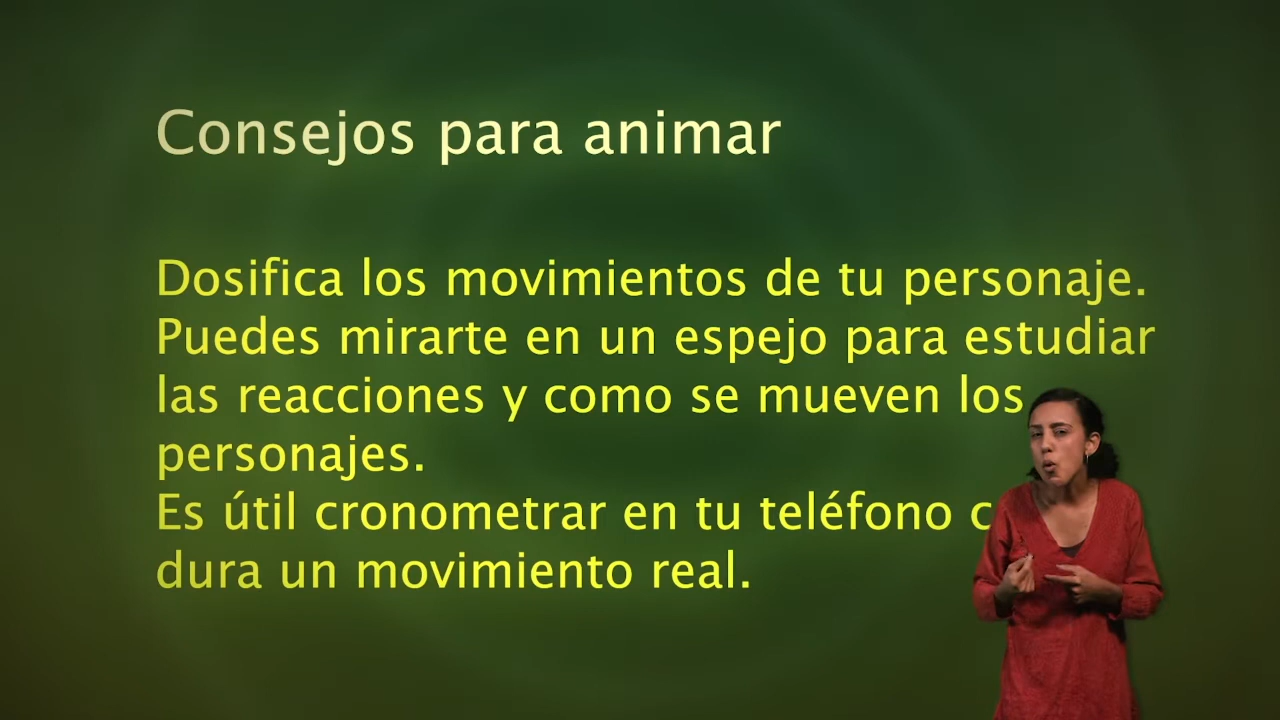 Consejos para animar
Dosifica los movimientos de tu personaje.
Puedes mirarte en un espejo para estudiar
las reacciones y como se mueven los
personajes.
Es útil cronometrar en tu teléfono
dura un movimiento real.